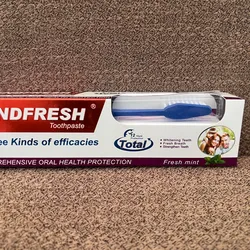 NDFRESH®
Toothpaste
ee Kinds of efficacies
Total
Whitening Teeth
Fresh Breath
Strengthen Teeth
REHENSIVE ORAL HEALTH PROTECTION
Fresh mint